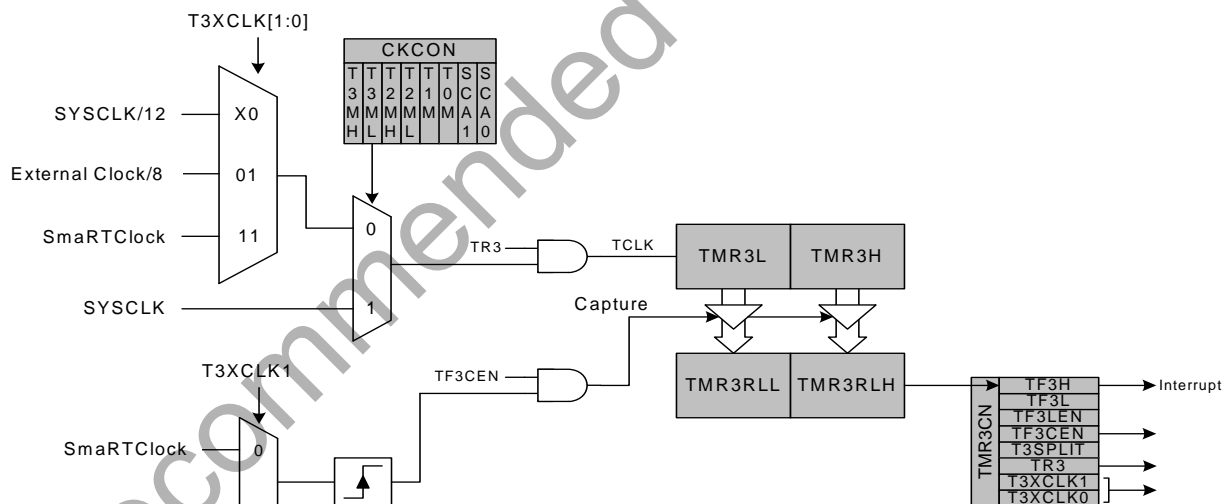 T3XCLK[1:0]
CKCON
T3MH
T3ML
T2MH
T2ML
T1M
T0M
SCA1
SCA0
SYSCLK/12
X0
External Clock/8
01
SmaRTClock
11
0
TR3
TCLK
TMR3L
TMR3H
SYSCLK
1
Capture
T3XCLK1
TF3CEN
TMR3RLL
TMR3RLH
TMR3CN
TF3H
Interrupt
TF3L
TF3LEN
TF3CEN
T3SPLIT
TR3
T3XCLK1
T3XCLK0
SmaRTClock
0
ecommended